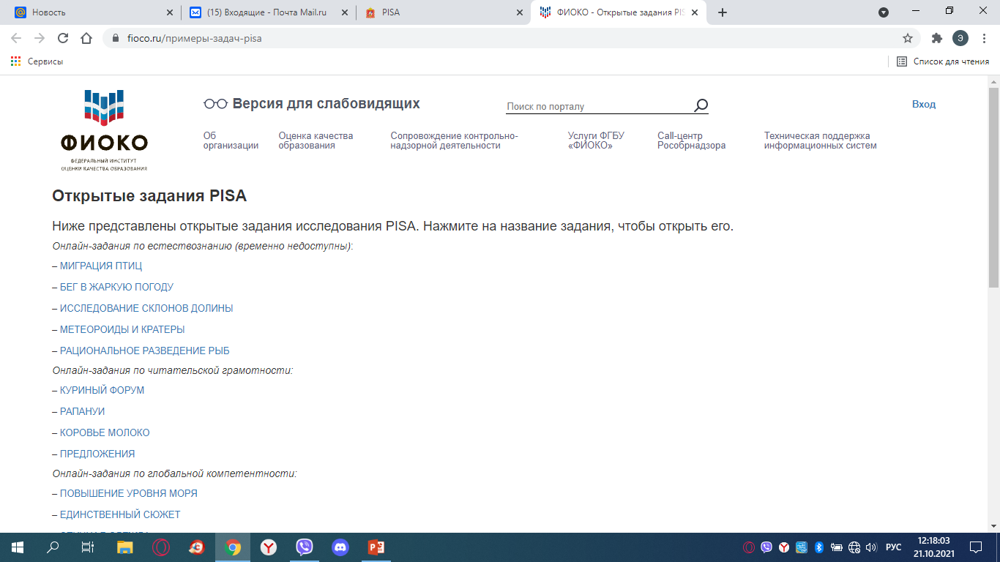 Новость
(15) Входящие - Почта Mail.ru
PISA
ФИОКО - Открытые задания PIS
fioco.ru/примеры-задач-pisa
Э
Сервисы
Список для чтения
ФИОКО
ФЕДЕРАЛЬНЫЙ ИНСТИТУТ
ОЦЕНКИ КАЧЕСТВА ОБРАЗОВАНИЯ
Версия для слабовидящих
Поиск по порталу
Вход
Об
организации
Оценка качества
образования
Сопровождение контрольно-
надзорной деятельности
Услуги ФГБУ
«ФИОКО»
Call-центр
Рособрнадзора
Техническая поддержка
информационных систем
Открытые задания PISA
Ниже представлены открытые задания исследования PISA. Нажмите на название задания, чтобы открыть его.
Онлайн-задания по естествознанию (временно недоступны):
– МИГРАЦИЯ ПТИЦ
– БЕГ В ЖАРКУЮ ПОГОДУ
– ИССЛЕДОВАНИЕ СКЛОНОВ ДОЛИНЫ
– МЕТЕОРОИДЫ И КРАТЕРЫ
– РАЦИОНАЛЬНОЕ РАЗВЕДЕНИЕ РЫБ
Онлайн-задания по читательской грамотности:
– КУРИНЫЙ ФОРУМ
– РАПАНУИ
– КОРОВЬЕ МОЛОКО
– ПРЕДЛОЖЕНИЯ
Онлайн-задания по глобальной компетентности:
– ПОВЫШЕНИЕ УРОВНЯ МОРЯ
– ЕДИНСТВЕННЫЙ СЮЖЕТ
РУС
12:18:03
21.10.2021